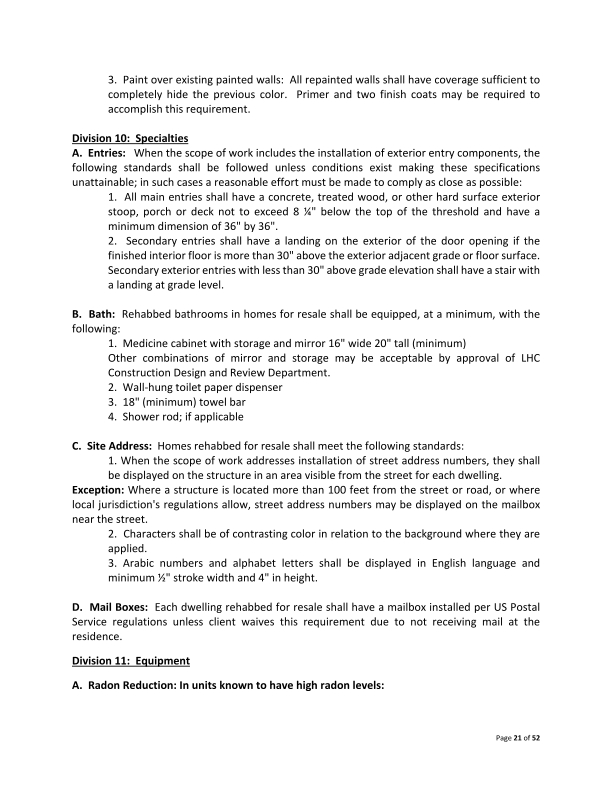 3. Paint over existing painted walls: All repainted walls shall have coverage sufficient to
completely hide the previous color. Primer and two finish coats may be required to
accomplish this requirement.
Division 10: Specialties
A. Entries: When the scope of work includes the installation of exterior entry components, the
following standards shall be followed unless conditions exist making these specifications
unattainable; in such cases a reasonable effort must be made to comply as close as possible:
1. All main entries shall have a concrete, treated wood, or other hard surface exterior
stoop, porch or deck not to exceed 8 ¼" below the top of the threshold and have a
minimum dimension of 36" by 36".
2. Secondary entries shall have a landing on the exterior of the door opening if the
finished interior floor is more than 30" above the exterior adjacent grade or floor surface.
Secondary exterior entries with less than 30" above grade elevation shall have a stair with
a landing at grade level.
B. Bath: Rehabbed bathrooms in homes for resale shall be equipped, at a minimum, with the
following:
1. Medicine cabinet with storage and mirror 16" wide 20" tall (minimum)
Other combinations of mirror and storage may be acceptable by approval of LHC
Construction Design and Review Department.
2. Wall-hung toilet paper dispenser
3. 18" (minimum) towel bar
4. Shower rod; if applicable
C. Site Address: Homes rehabbed for resale shall meet the following standards:
1. When the scope of work addresses installation of street address numbers, they shall
be displayed on the structure in an area visible from the street for each dwelling.
Exception: Where a structure is located more than 100 feet from the street or road, or where
local jurisdiction's regulations allow, street address numbers may be displayed on the mailbox
near the street.
2. Characters shall be of contrasting color in relation to the background where they are
applied.
3. Arabic numbers and alphabet letters shall be displayed in English language and
minimum ½" stroke width and 4" in height.
D. Mail Boxes: Each dwelling rehabbed for resale shall have a mailbox installed per US Postal
Service regulations unless client waives this requirement due to not receiving mail at the
residence.
Division 11: Equipment
A. Radon Reduction: In units known to have high radon levels:
Page 21 of 52